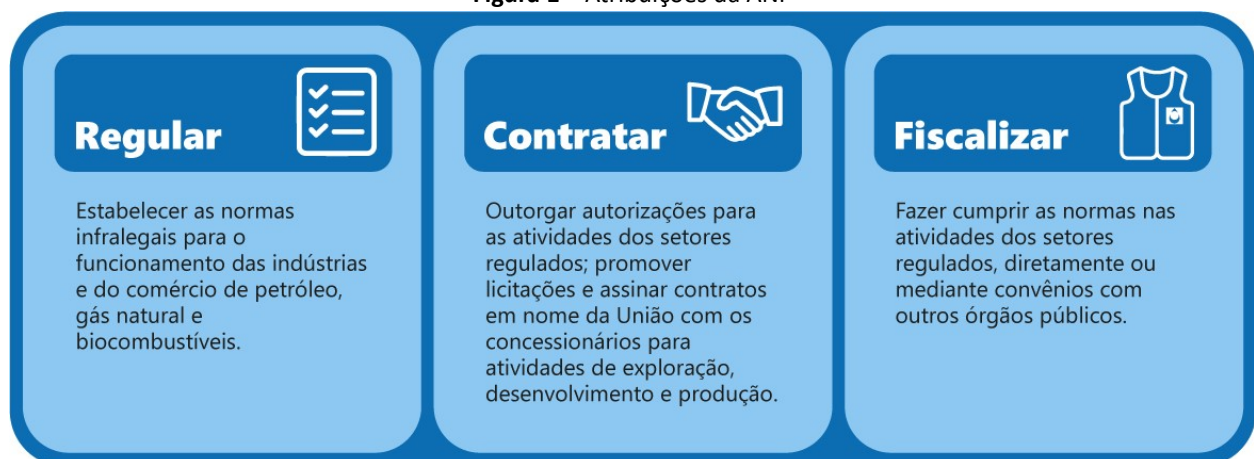 Regular
Estabelecer as normas
infralegais para o
funcionamento das indústrias
e do comércio de petróleo,
gás natural e
biocombustíveis.
Contratar
Outorgar autorizações para
as atividades dos setores
regulados; promover
licitações e assinar contratos
em nome da União com os
concessionários para
atividades de exploração,
desenvolvimento e produção.
Fiscalizar
Fazer cumprir as normas nas
atividades dos setores
regulados, diretamente ou
mediante convênios com
outros órgãos públicos.